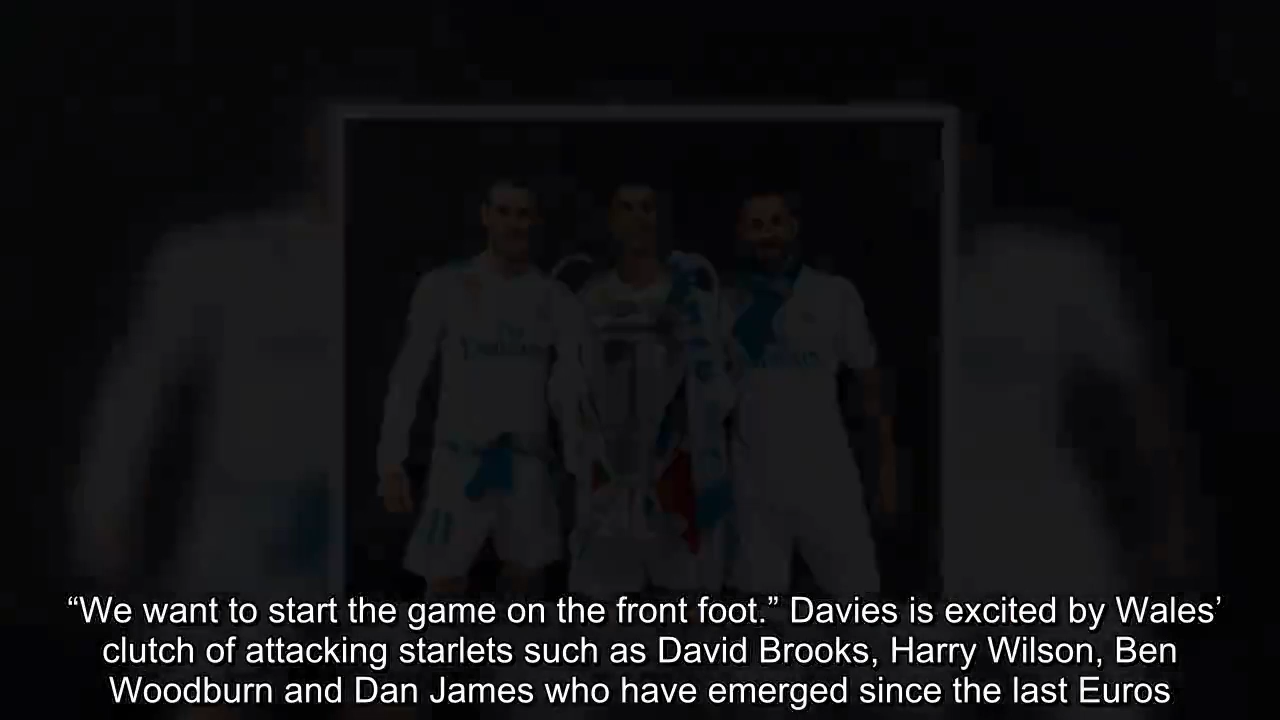 “We want to start the game on the front foot.” Davies is excited by Wales’
clutch of attacking starlets such as David Brooks, Harry Wilson, Ben
Woodburn and Dan James who have emerged since the last Euros